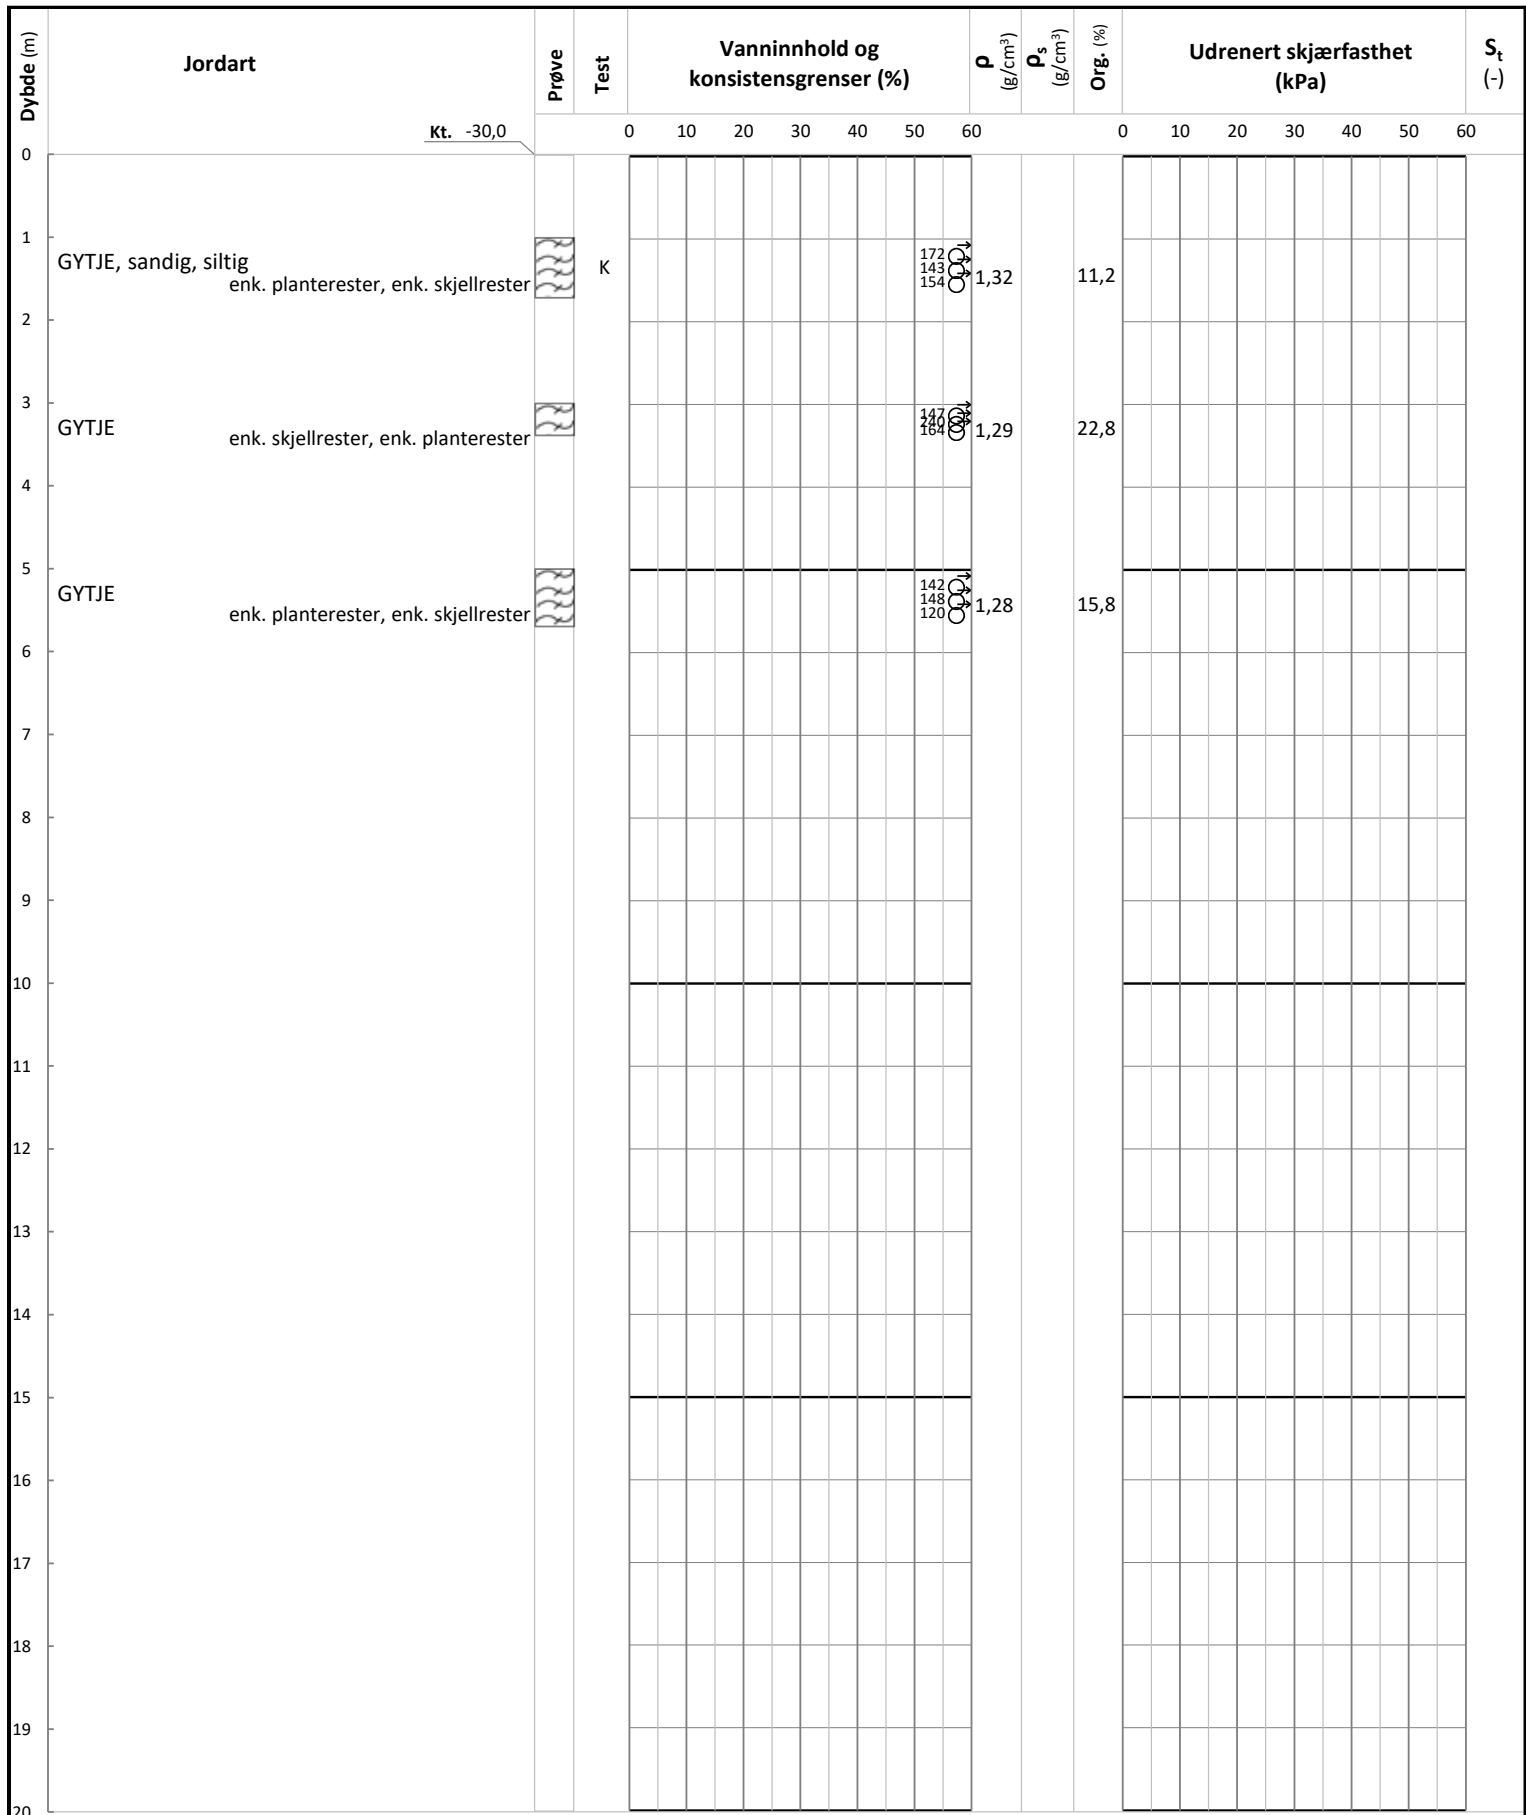 Dybde (m)
Jordart
Prøve
Test
Vanninnhold og
konsistensgrenser (%)
ρ
(g/cm³)
ρs
(g/cm³)
Org. (%)
Udrenert skjærfasthet
(kPa)
St
(-)
Kt. -30,0
0 10 20 30 40 50 60
0 10 20 30 40 50 60
0
1
GYTJE, sandig, siltig
enk. planterester, enk. skjellrester
K
172
143
154
1,32
11,2
2
3
GYTJE
enk. skjellrester, enk. planterester
147
240
164
1,29
22,8
4
5
GYTJE
enk. planterester, enk. skjellrester
142
148
120
1,28
15,8
6
7
8
9
10
11
12
13
14
15
16
17
18
19
20